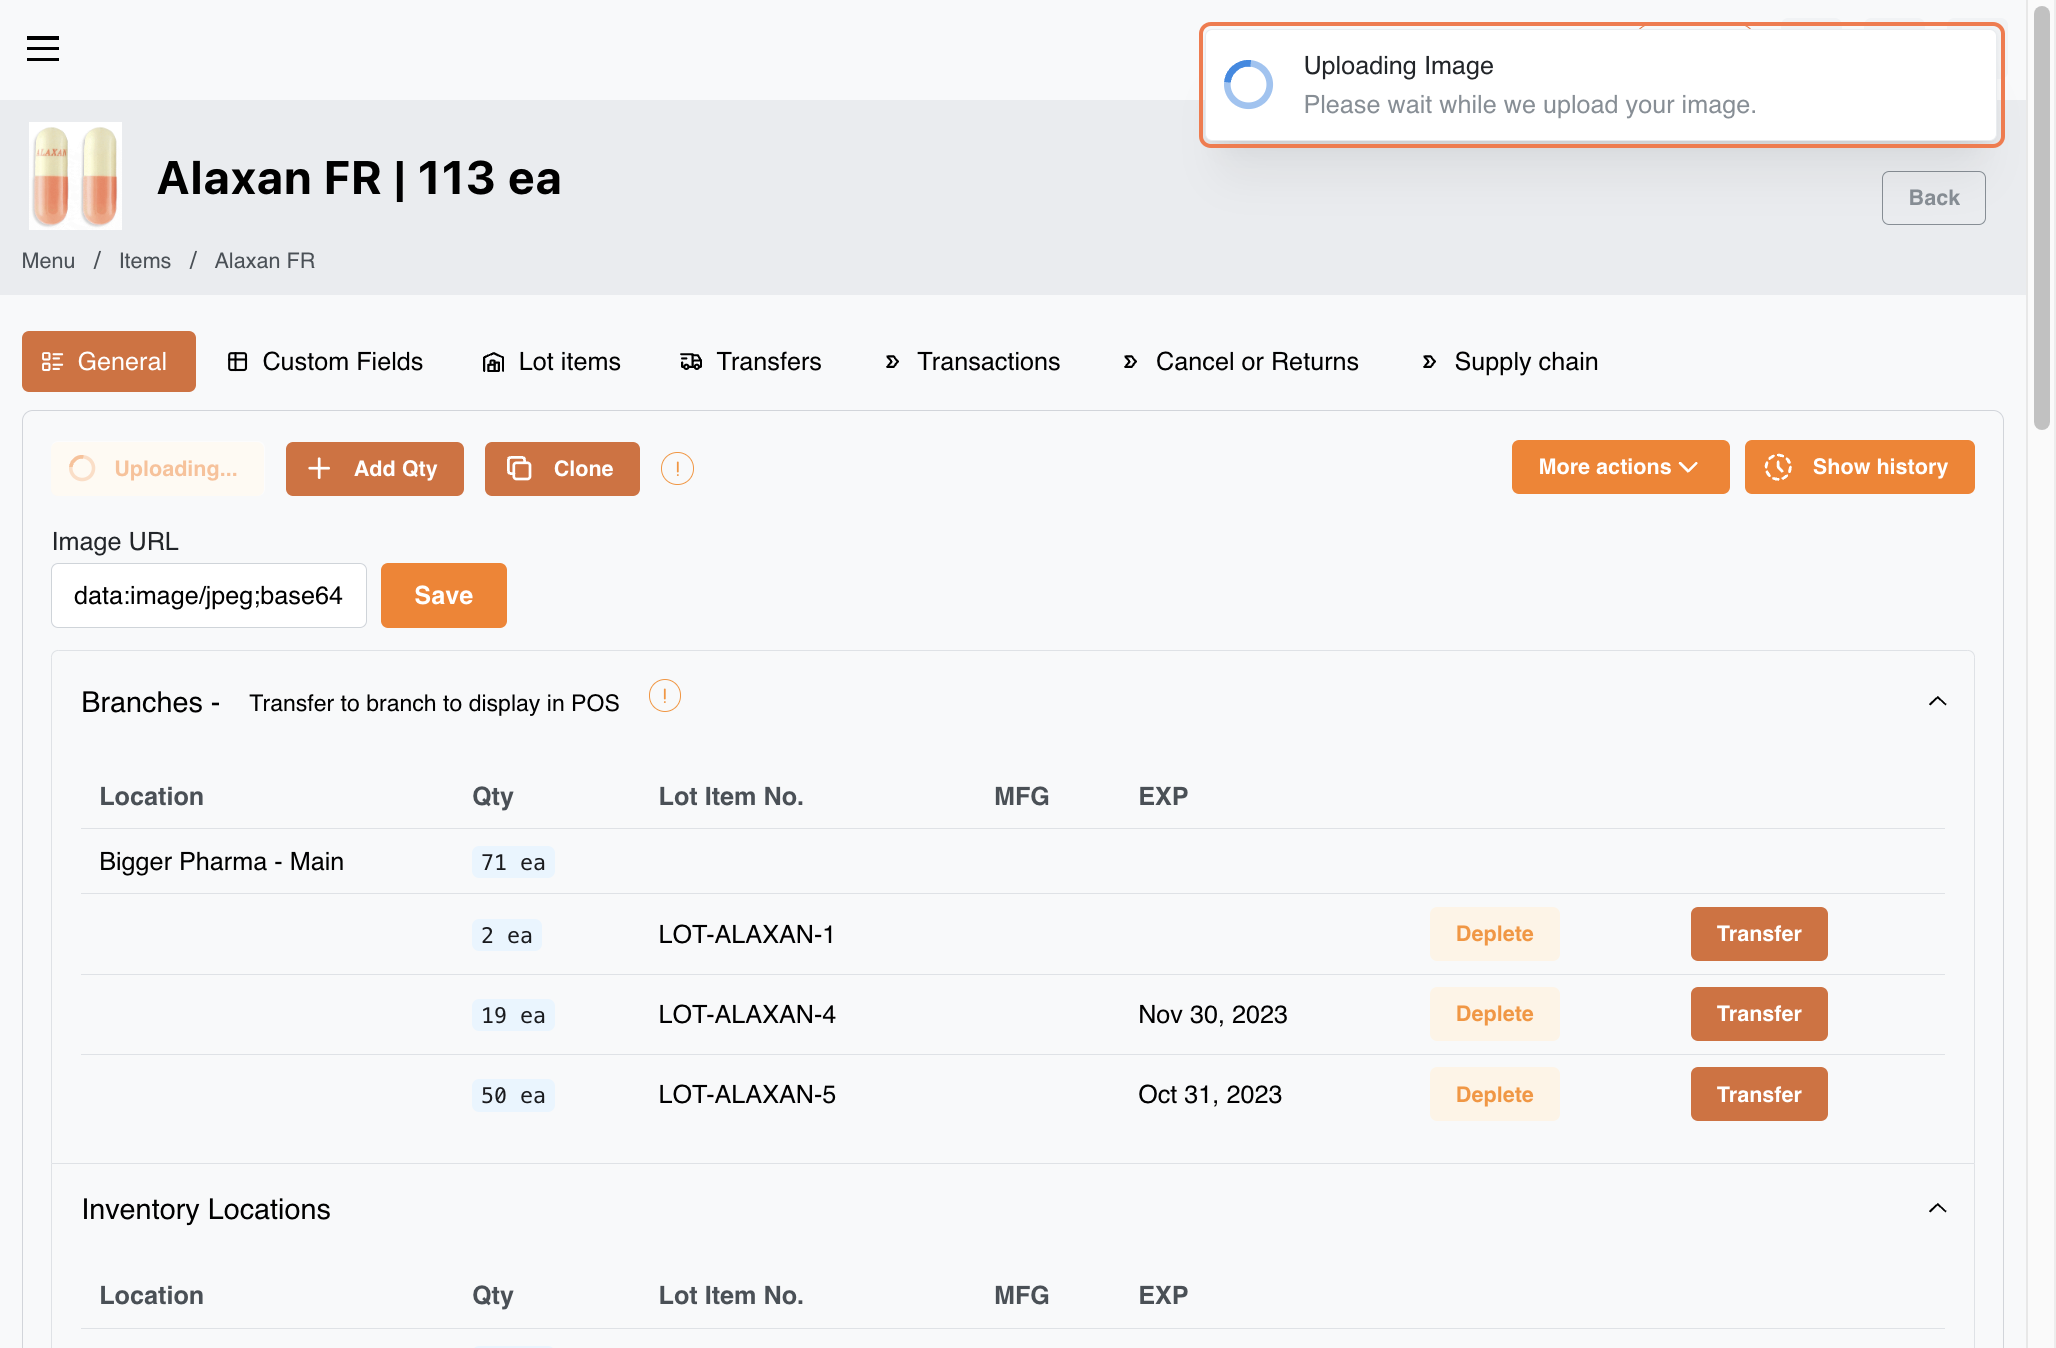 Uploading Image
Please wait while we upload your image.
ALAXAN
Alaxan FR | 113 ea
Back
Menu / Items / Alaxan FR
General Custom Fields Lot items Transfers Transactions Cancel or Returns Supply chain
Uploading... Add Qty Clone More actions Show history
Image URL
data:image/jpeg;base64 Save
Branches - Transfer to branch to display in POS
Location Qty Lot Item No. MFG EXP
Bigger Pharma - Main 71 ea
2 ea LOT-ALAXAN-1 Deplete Transfer
19 ea LOT-ALAXAN-4 Nov 30, 2023 Deplete Transfer
50 ea LOT-ALAXAN-5 Oct 31, 2023 Deplete Transfer
Inventory Locations
Location Qty Lot Item No. MFG EXP